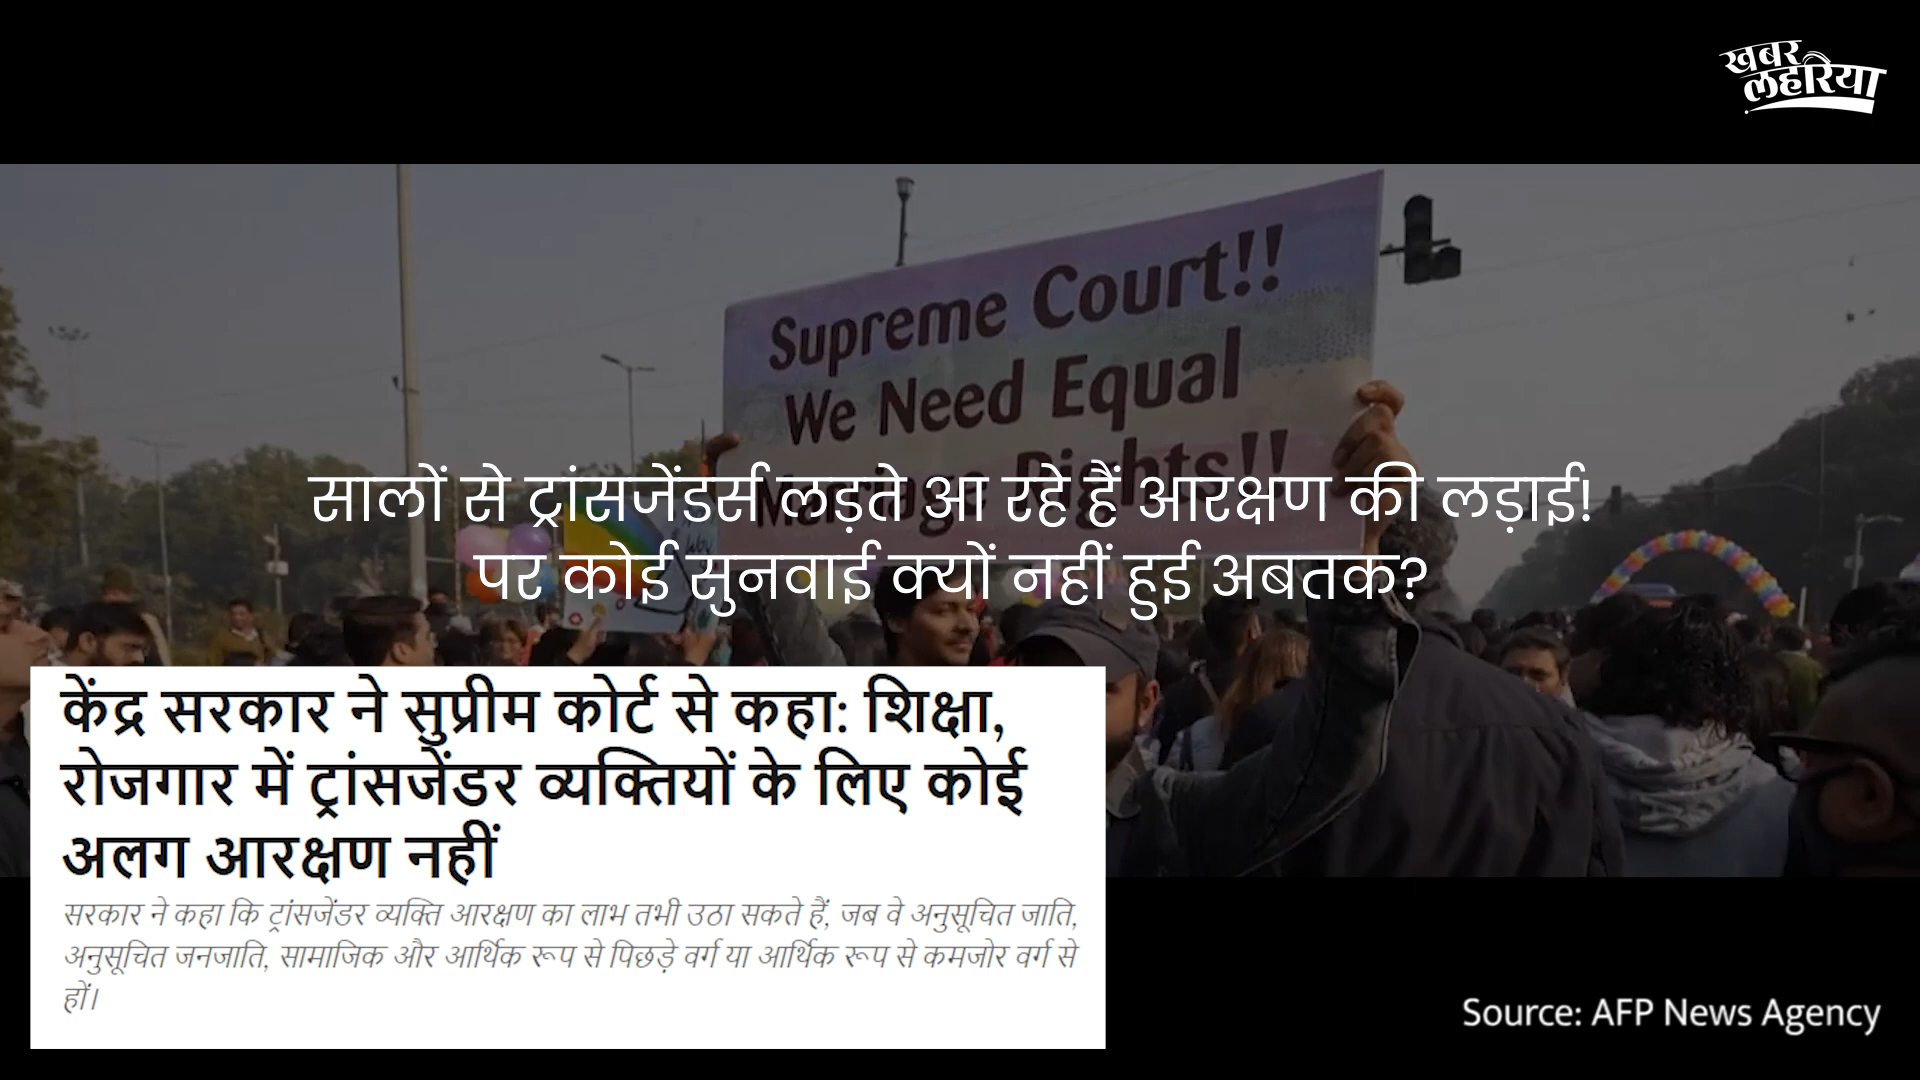 खबर
लहरिया
Supreme Court!!
We Need Equal
Marriage Rights!!
सालों से ट्रांसजेंडर्स लड़ते आ रहे हैं आरक्षण की लड़ाई!
पर कोई सुनवाई क्यों नहीं हुई अबतक?
केंद्र सरकार ने सुप्रीम कोर्ट से कहा: शिक्षा,
रोजगार में ट्रांसजेंडर व्यक्तियों के लिए कोई
अलग आरक्षण नहीं
सरकार ने कहा कि ट्रांसजेंडर व्यक्ति आरक्षण का लाभ तभी उठा सकते हैं, जब वे अनुसूचित जाति,
अनुसूचित जनजाति, सामाजिक और आर्थिक रूप से पिछड़े वर्ग या आर्थिक रूप से कमजोर वर्ग से
हों।
Source: AFP News Agency